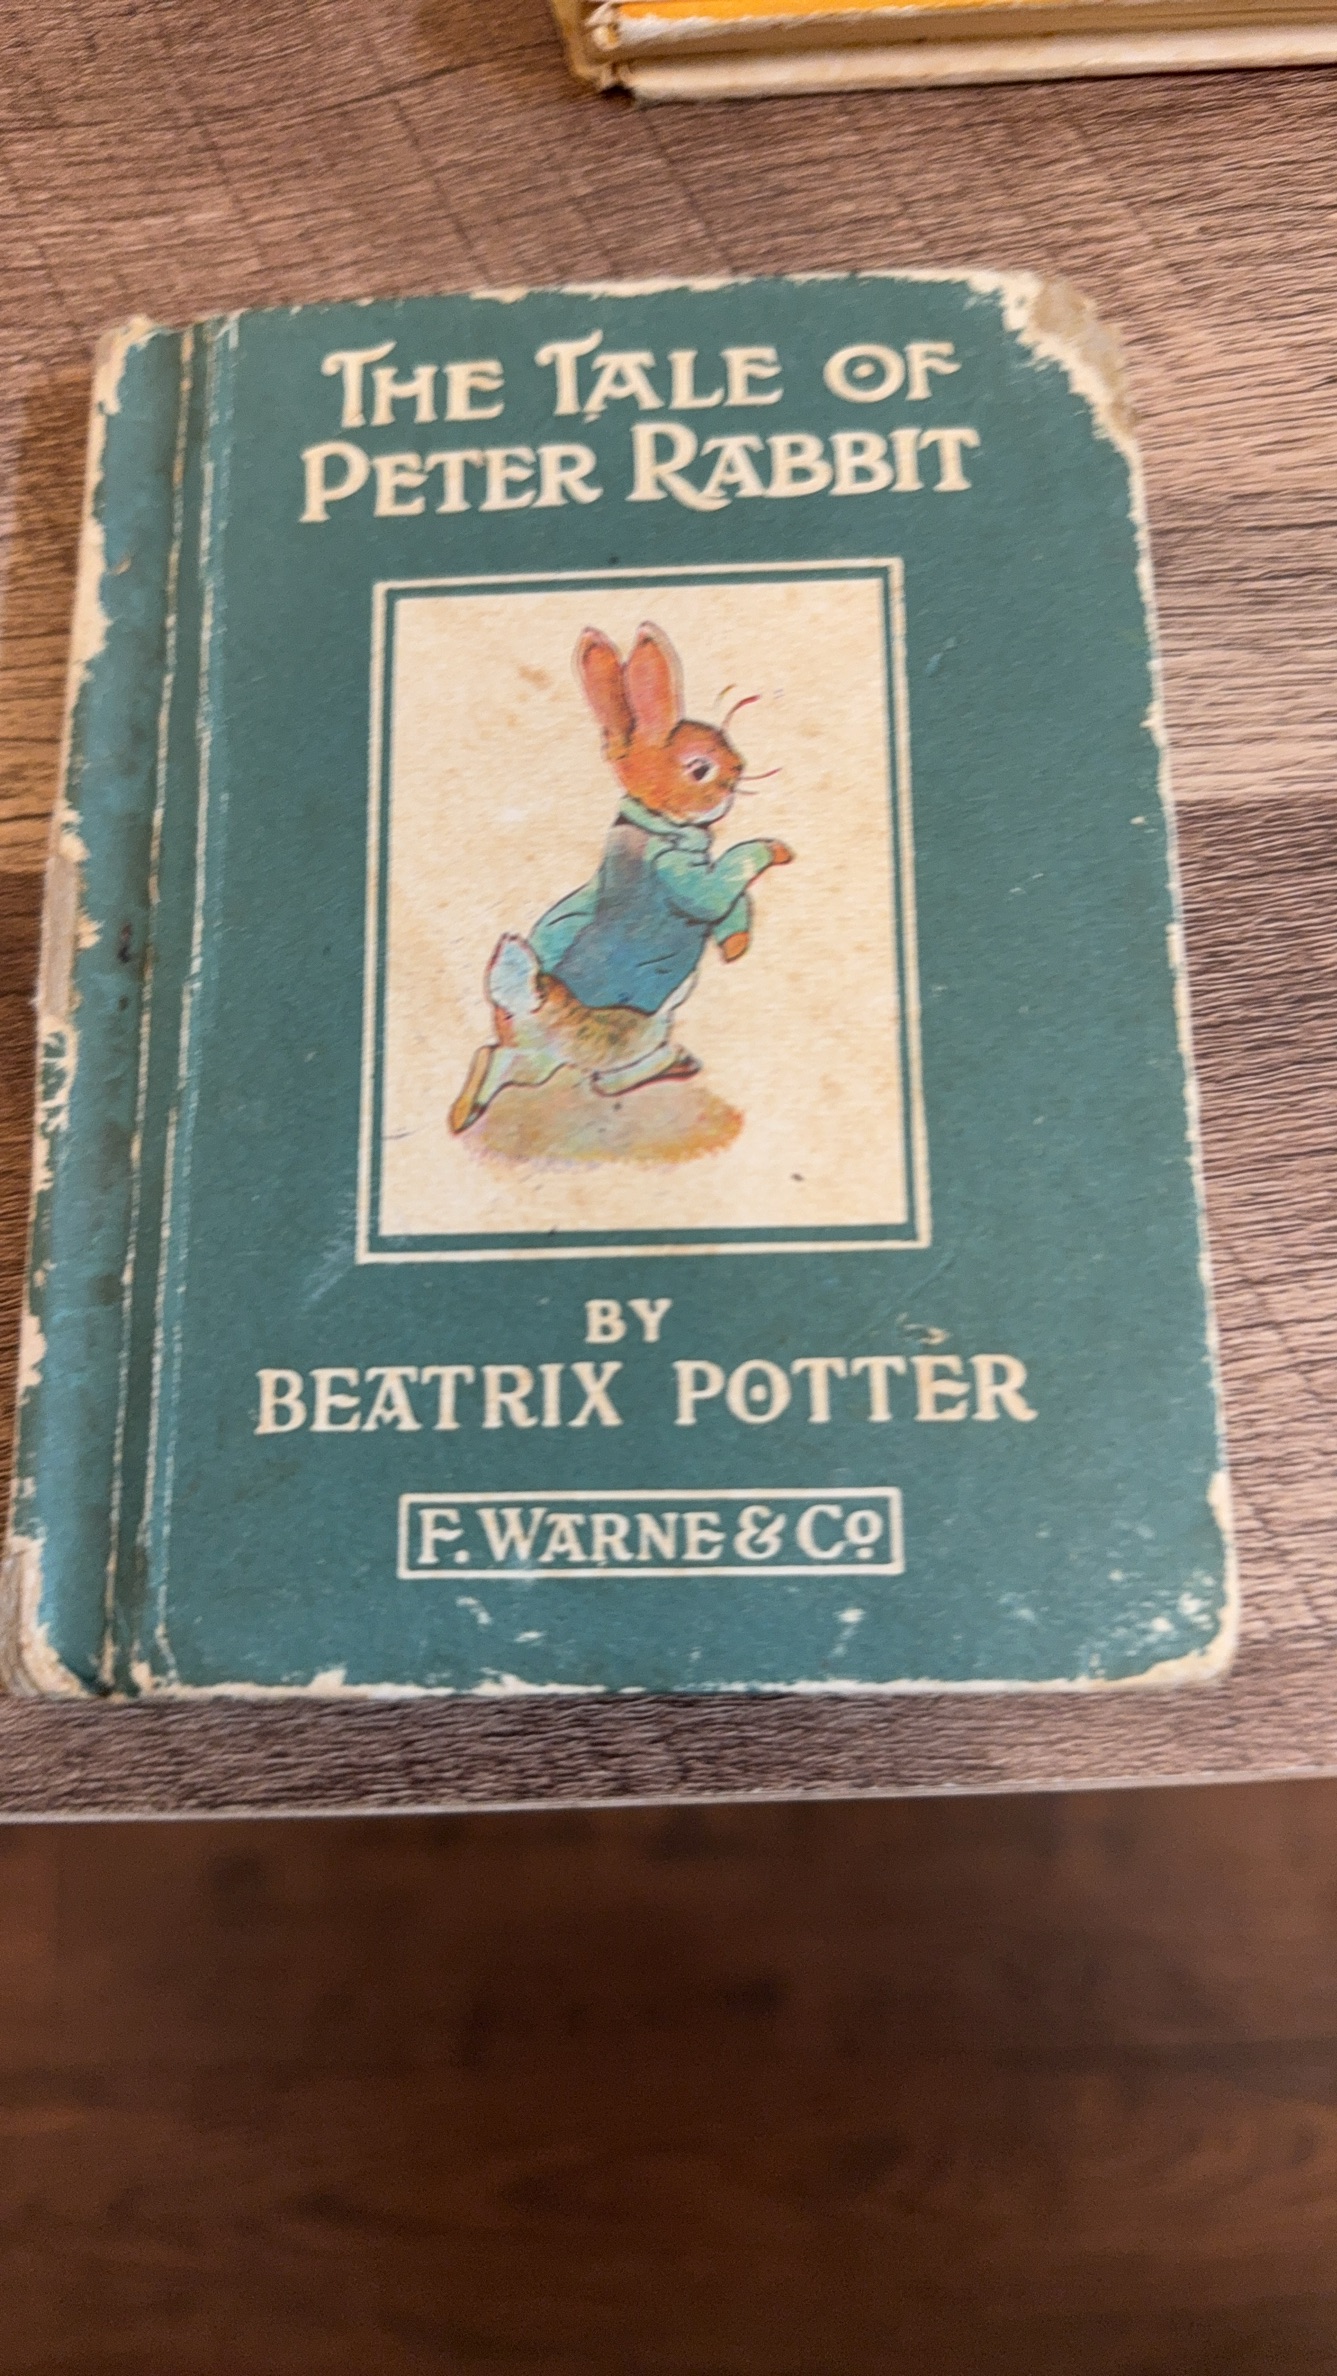 THE TALE OF
PETER RABBIT
BY
BEATRIX POTTER
F. WARNE & Co